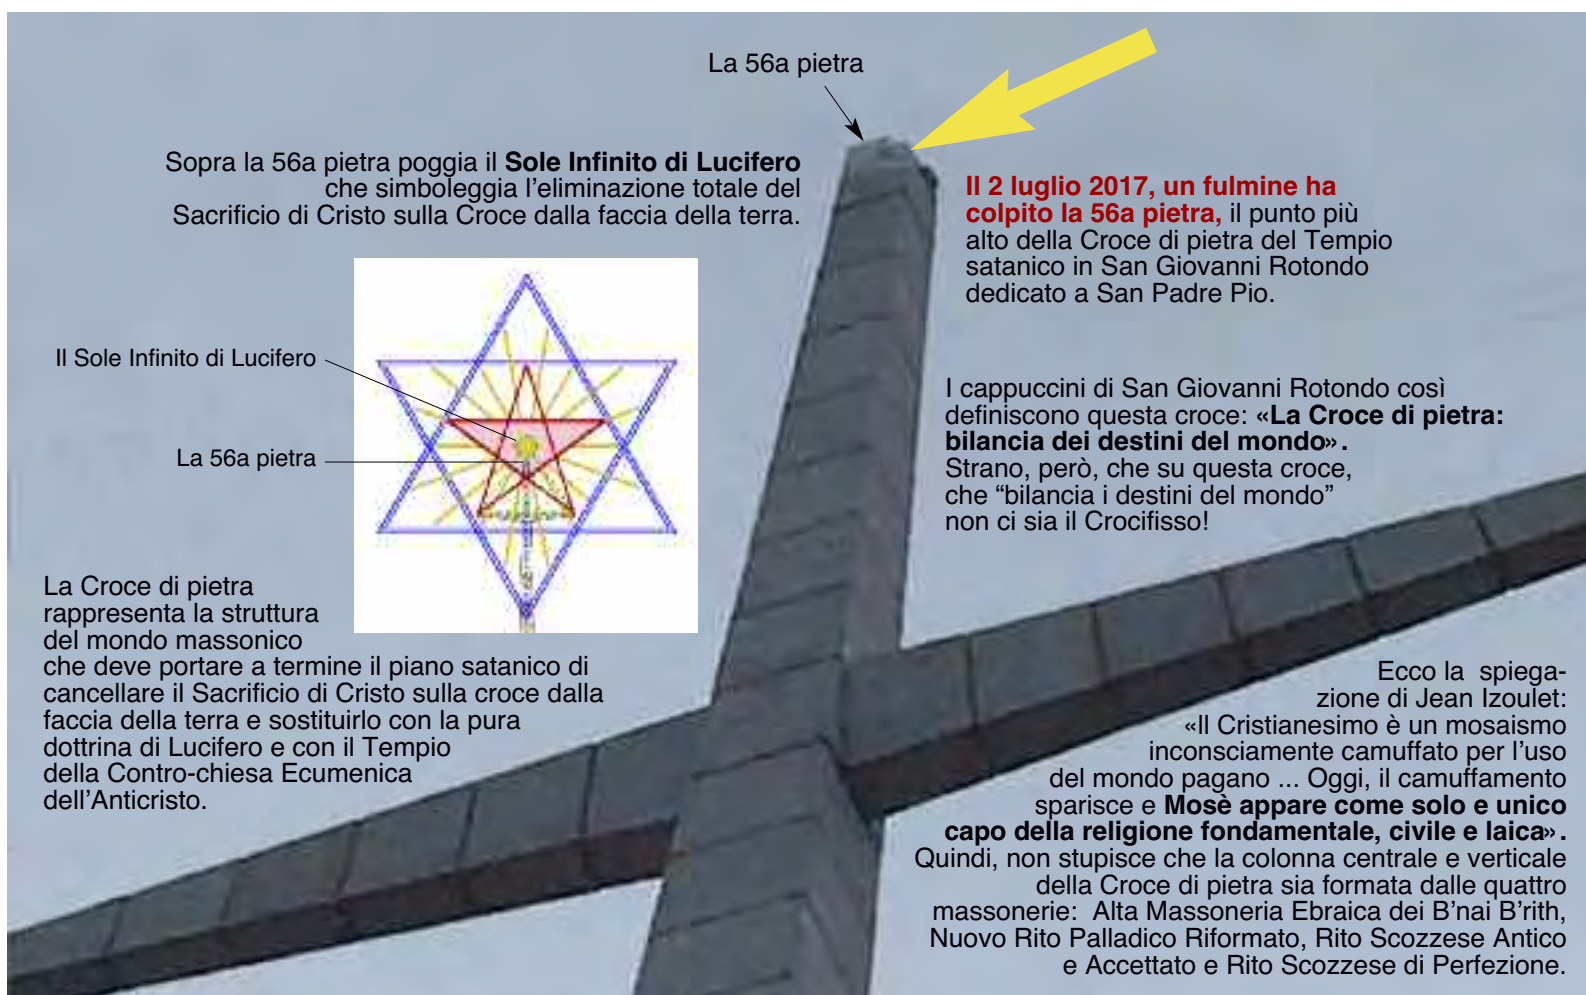 La 56a pietra
Sopra la 56a pietra poggia il Sole Infinito di Lucifero
che simboleggia l'eliminazione totale del
Sacrificio di Cristo sulla Croce dalla faccia della terra.
Il 2 luglio 2017, un fulmine ha
colpito la 56a pietra, il punto più
alto della Croce di pietra del Tempio
satanico in San Giovanni Rotondo
dedicato a San Padre Pio.
Il Sole Infinito di Lucifero
La 56a pietra
I cappuccini di San Giovanni Rotondo così
definiscono questa croce: «La Croce di pietra:
bilancia dei destini del mondo».
Strano, però, che su questa croce,
che “bilancia i destini del mondo”
non ci sia il Crocifisso!
La Croce di pietra
rappresenta la struttura
del mondo massonico
che deve portare a termine il piano satanico di
cancellare il Sacrificio di Cristo sulla croce dalla
faccia della terra e sostituirlo con la pura
dottrina di Lucifero e con il Tempio
della Contro-chiesa Ecumenica
dell'Anticristo.
Ecco la spiega-
zione di Jean Izoulet:
«Il Cristianesimo è un mosaismo
inconsciamente camuffato per l'uso
del mondo pagano ... Oggi, il camuffamento
sparisce e Mosè appare come solo e unico
capo della religione fondamentale, civile e laica».
Quindi, non stupisce che la colonna centrale e verticale
della Croce di pietra sia formata dalle quattro
massonerie: Alta Massoneria Ebraica dei B'nai B'rith,
Nuovo Rito Palladico Riformato, Rito Scozzese Antico
e Accettato e Rito Scozzese di Perfezione.